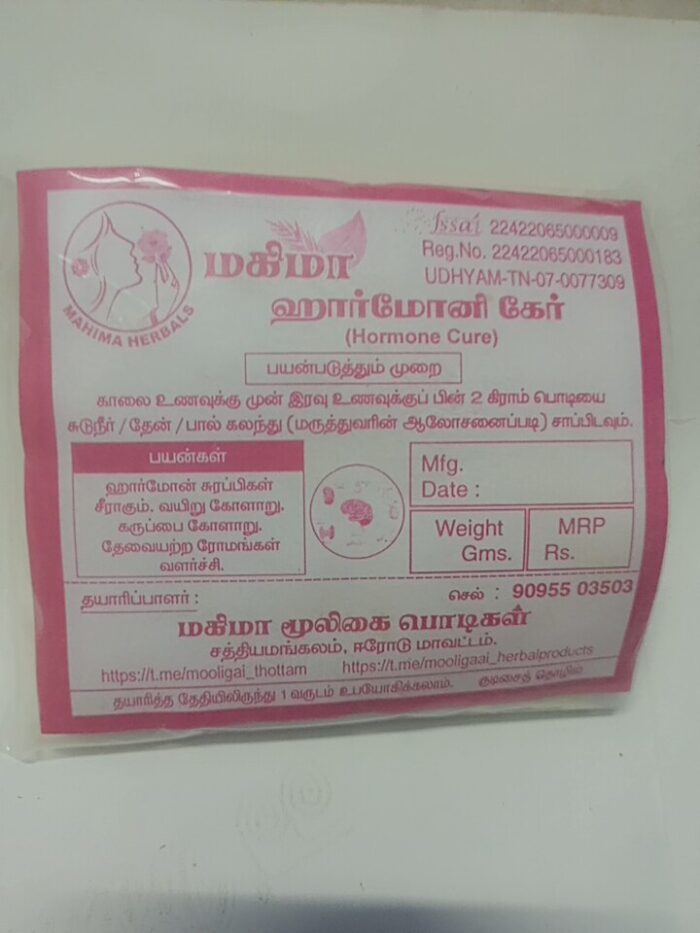 MAHIMA HERBALS
மகிமா
fssai 22422065000009
Reg.No. 22422065000183
UDHYAM-TN-07-0077309
ஹார்மோனி கேர்
(Hormone Cure)
பயன்படுத்தும் முறை
காலை உணவுக்கு முன் இரவு உணவுக்குப் பின் 2 கிராம் பொடியை
சுடுநீர் / தேன் / பால் கலந்து (மருத்துவரின் ஆலோசனைப்படி) சாப்பிடவும்.
பயன்கள்
ஹார்மோன் சுரப்பிகள்
சீராகும். வயிறு கோளாறு.
கருப்பை கோளாறு.
தேவையற்ற ரோமங்கள்
வளர்ச்சி.
Mfg.
Date :
Weight
Gms.
MRP
Rs.
தயாரிப்பாளர் :
செல் : 90955 03503
மகிமா மூலிகை பொடிகள்
சத்தியமங்கலம், ஈரோடு மாவட்டம்.
https://t.me/mooligai_thottam https://t.me/mooligaai_herbalproducts
தயாரித்த தேதியிலிருந்து 1 வருடம் உபயோகிக்கலாம். குடிசைத் தொழில்